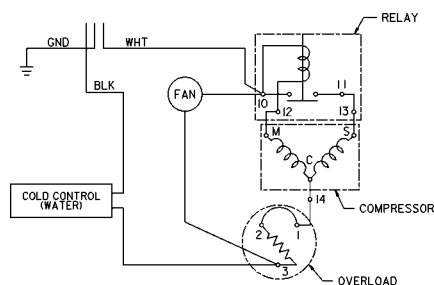 RELAY
GND
WHT
BLK
FAN
10
11
12
13
M
S
C
14
COLD CONTROL
(WATER)
COMPRESSOR
2
1
3
OVERLOAD